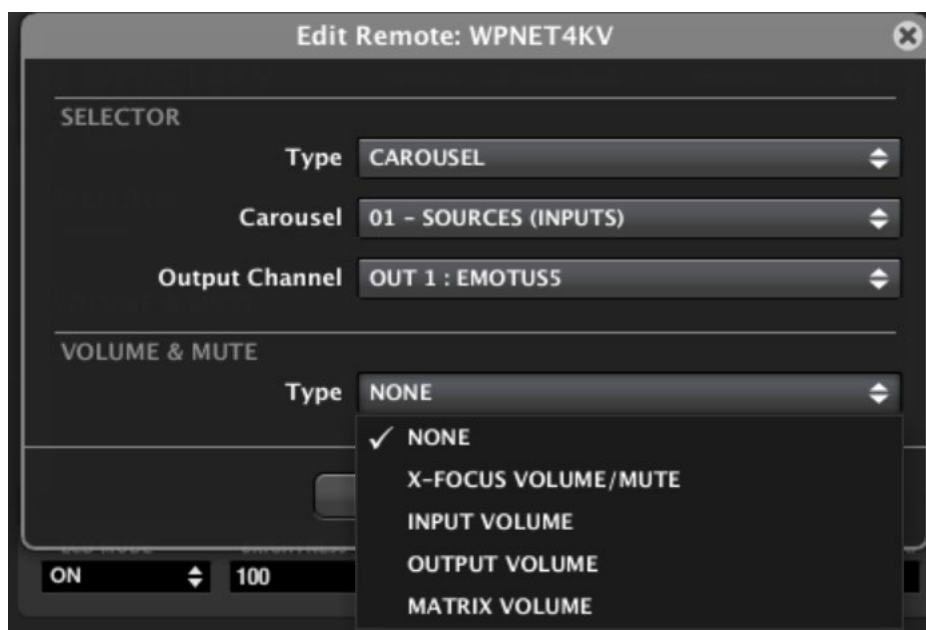 Edit Remote: WPNET4KV
SELECTOR
Type CAROUSEL
Carousel 01 – SOURCES (INPUTS)
Output Channel OUT 1 : EMOTUS5
VOLUME & MUTE
Type NONE
✓ NONE
X-FOCUS VOLUME/MUTE
INPUT VOLUME
OUTPUT VOLUME
MATRIX VOLUME
ON 100